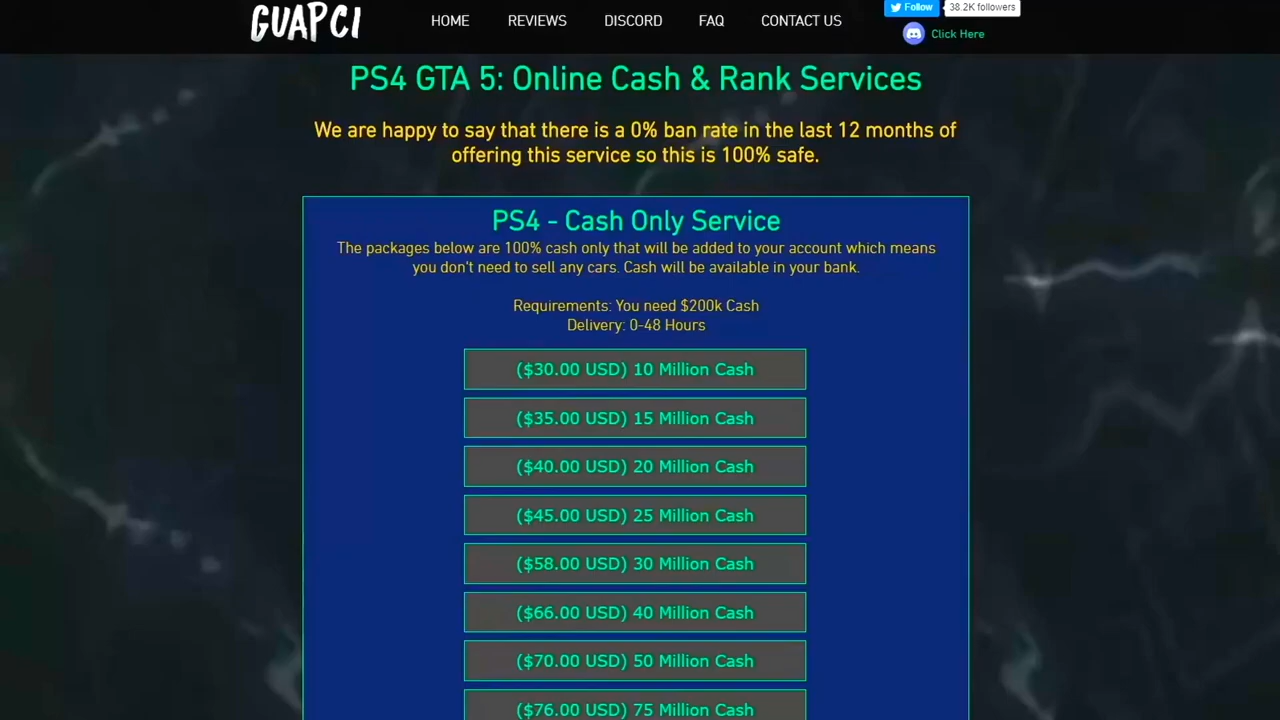 GUAPCI
HOME REVIEWS DISCORD FAQ CONTACT US
Follow 38.2K followers
Click Here
PS4 GTA 5: Online Cash & Rank Services
We are happy to say that there is a 0% ban rate in the last 12 months of
offering this service so this is 100% safe.
PS4 - Cash Only Service
The packages below are 100% cash only that will be added to your account which means
you don't need to sell any cars. Cash will be available in your bank.
Requirements: You need $200k Cash
Delivery: 0-48 Hours
($30.00 USD) 10 Million Cash
($35.00 USD) 15 Million Cash
($40.00 USD) 20 Million Cash
($45.00 USD) 25 Million Cash
($58.00 USD) 30 Million Cash
($66.00 USD) 40 Million Cash
($70.00 USD) 50 Million Cash
($76.00 USD) 75 Million Cash